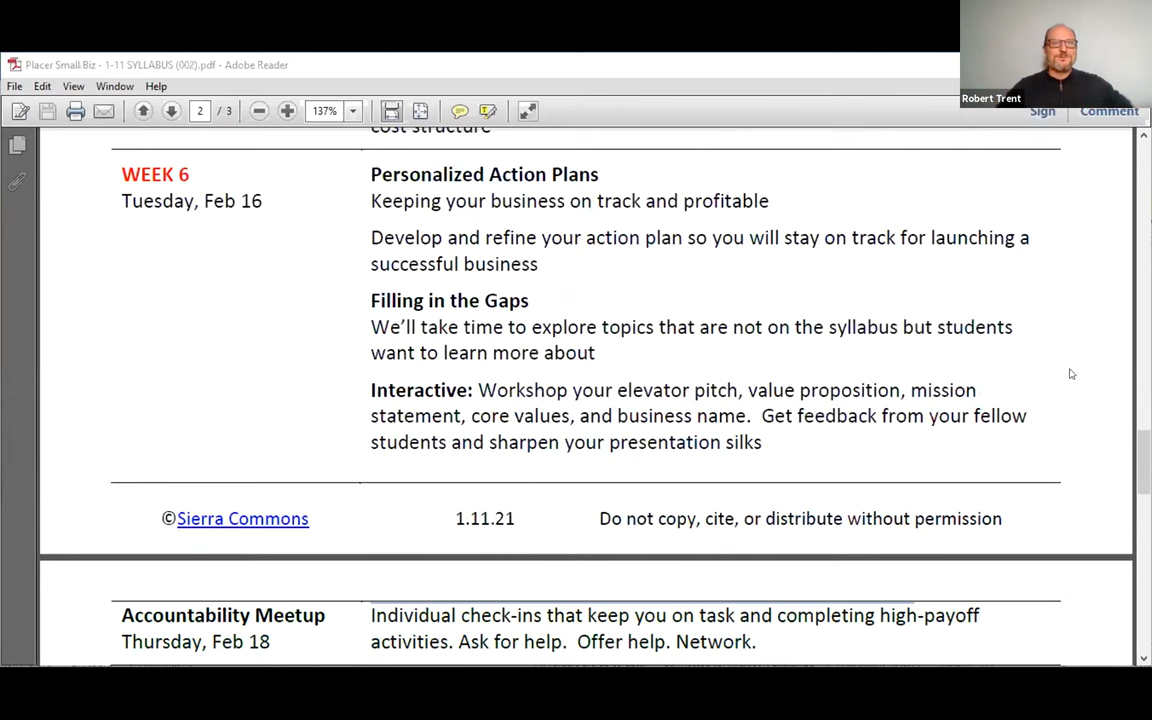 Placer Small Biz - 1-11 SYLLABUS (002).pdf - Adobe Reader
File Edit View Window Help
2 / 3 137% Sign Comment
Robert Trent
cost structure
WEEK 6 Personalized Action Plans
Tuesday, Feb 16 Keeping your business on track and profitable
Develop and refine your action plan so you will stay on track for launching a
successful business
Filling in the Gaps
We'll take time to explore topics that are not on the syllabus but students
want to learn more about
Interactive: Workshop your elevator pitch, value proposition, mission
statement, core values, and business name.  Get feedback from your fellow
students and sharpen your presentation silks
©Sierra Commons 1.11.21 Do not copy, cite, or distribute without permission
Accountability Meetup Individual check-ins that keep you on task and completing high-payoff
Thursday, Feb 18 activities. Ask for help.  Offer help. Network.